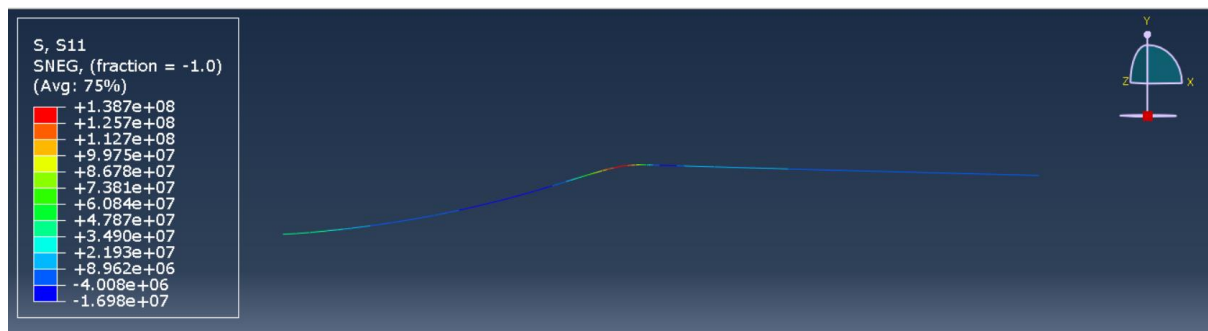 S, S11
SNEG, (fraction = -1.0)
(Avg: 75%)
+1.387e+08
+1.257e+08
+1.127e+08
+9.975e+07
+8.678e+07
+7.381e+07
+6.084e+07
+4.787e+07
+3.490e+07
+2.193e+07
+8.962e+06
-4.008e+06
-1.698e+07
Y
Z
X